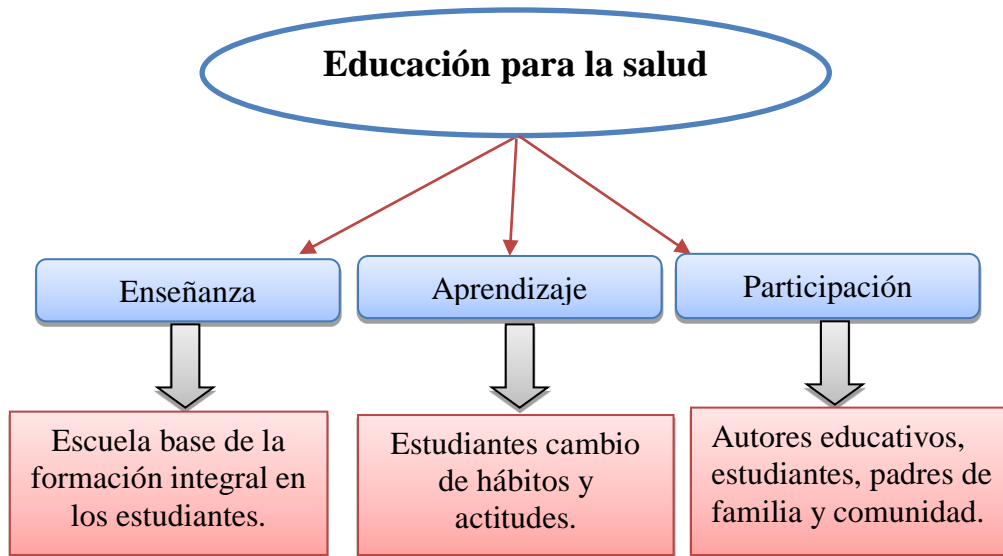 Educación para la salud
Enseñanza
Aprendizaje
Participación
Escuela base de la
formación integral en
los estudiantes.
Estudiantes cambio
de hábitos y
actitudes.
Autores educativos,
estudiantes, padres de
familia y comunidad.